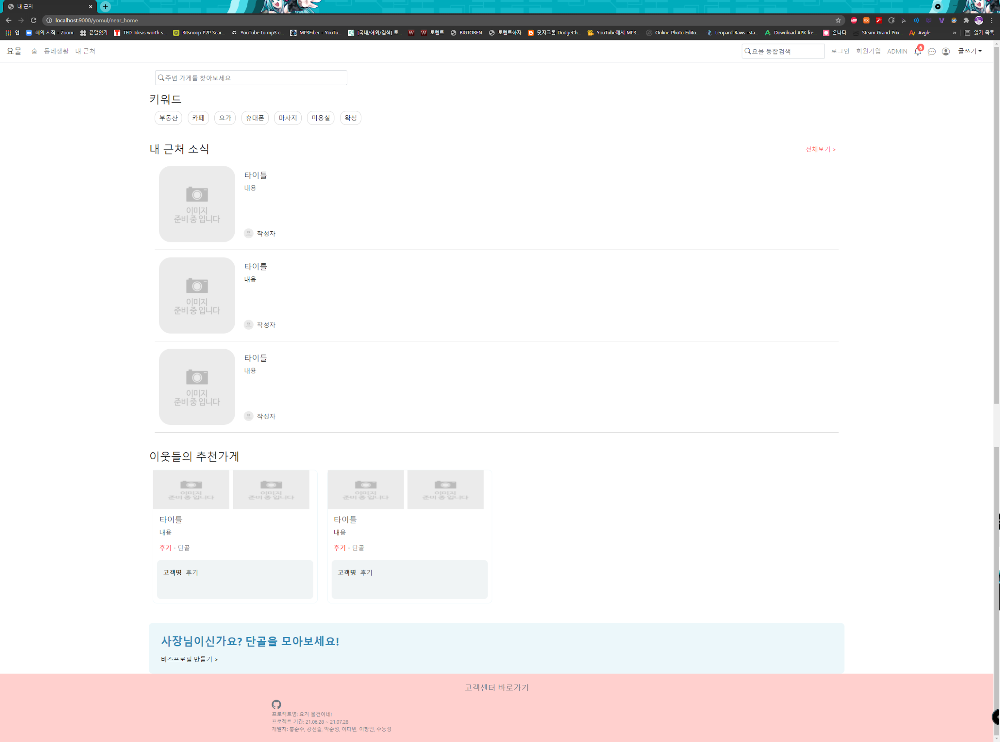 내 근처
localhost:9000/yomul/near_home
앱 회의 시작 - Zoom 끝말잇기 TED: Ideas worth s... Bitsnoop P2P Sear... YouTube to mp3 c... MP3Fiber - YouTu... [국내/해외/검색] 토... 토렌트 BIGTOREN 토렌트하자 닷지크롬 DodgeCh... YouTube에서 MP3... Online Photo Edito... Leopard-Raws -sta... Download APK fre... 온나다 Steam Grand Prix... Avgle » 읽기 목록
요물 홈 동네생활 내 근처 요물 통합검색 로그인 회원가입 ADMIN 6 글쓰기
주변 가게를 찾아보세요
키워드
부동산 카페 요가 휴대폰 마사지 미용실 왁싱
내 근처 소식 전체보기 >
타이틀
내용
이미지
준비 중 입니다
작성자
타이틀
내용
이미지
준비 중 입니다
작성자
타이틀
내용
이미지
준비 중 입니다
작성자
이웃들의 추천가게
이미지 이미지 이미지 이미지
준비 중 입니다 준비 중 입니다 준비 중 입니다 준비 중 입니다
타이틀 타이틀
내용 내용
후기 · 단골 후기 · 단골
고객명 후기 고객명 후기
사장님이신가요? 단골을 모아보세요!
비즈프로필 만들기 >
고객센터 바로가기
프로젝트명: 요거 물건이네!
프로젝트 기간: 21.06.28 ~ 21.07.28
개발자: 홍준수, 강진슬, 박준성, 이다빈, 이창민, 주동성